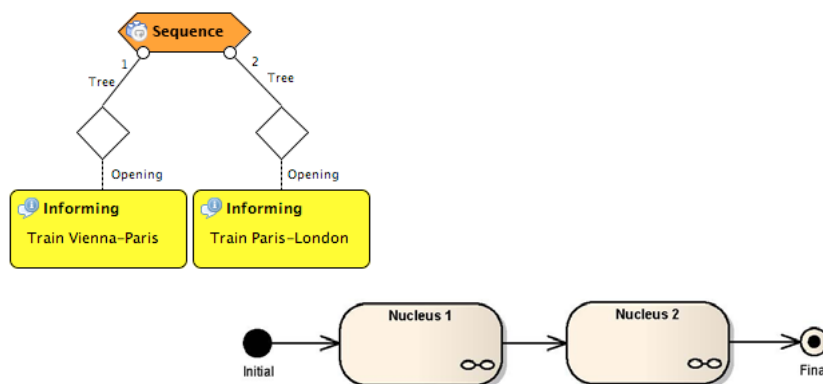 Sequence
1
2
Tree
Tree
Opening
Opening
Informing
Train Vienna–Paris
Informing
Train Paris–London
Nucleus 1
Nucleus 2
Initial
Fina